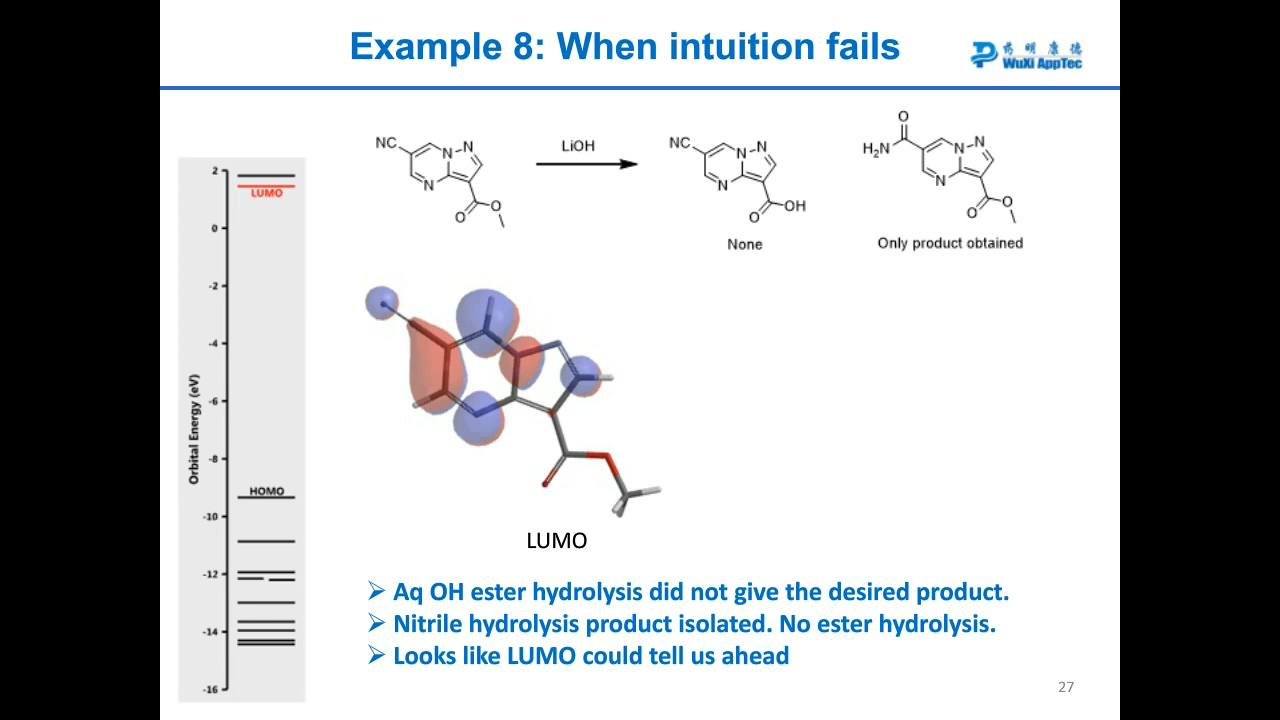 Example 8: When intuition fails
药明康德
WuXi AppTec
NC
N
N
N
O
O
LiOH
NC
N
N
N
O
OH
None
O
H₂N
N
N
N
O
O
Only product obtained
Orbital Energy (eV)
2
0
-2
-4
-6
-8
-10
-12
-14
-16
LUMO
HOMO
LUMO
➢ Aq OH ester hydrolysis did not give the desired product.
➢ Nitrile hydrolysis product isolated. No ester hydrolysis.
➢ Looks like LUMO could tell us ahead
27